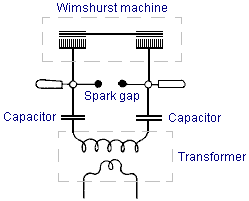 Wimshurst machine
Spark gap
Capacitor
Capacitor
Transformer